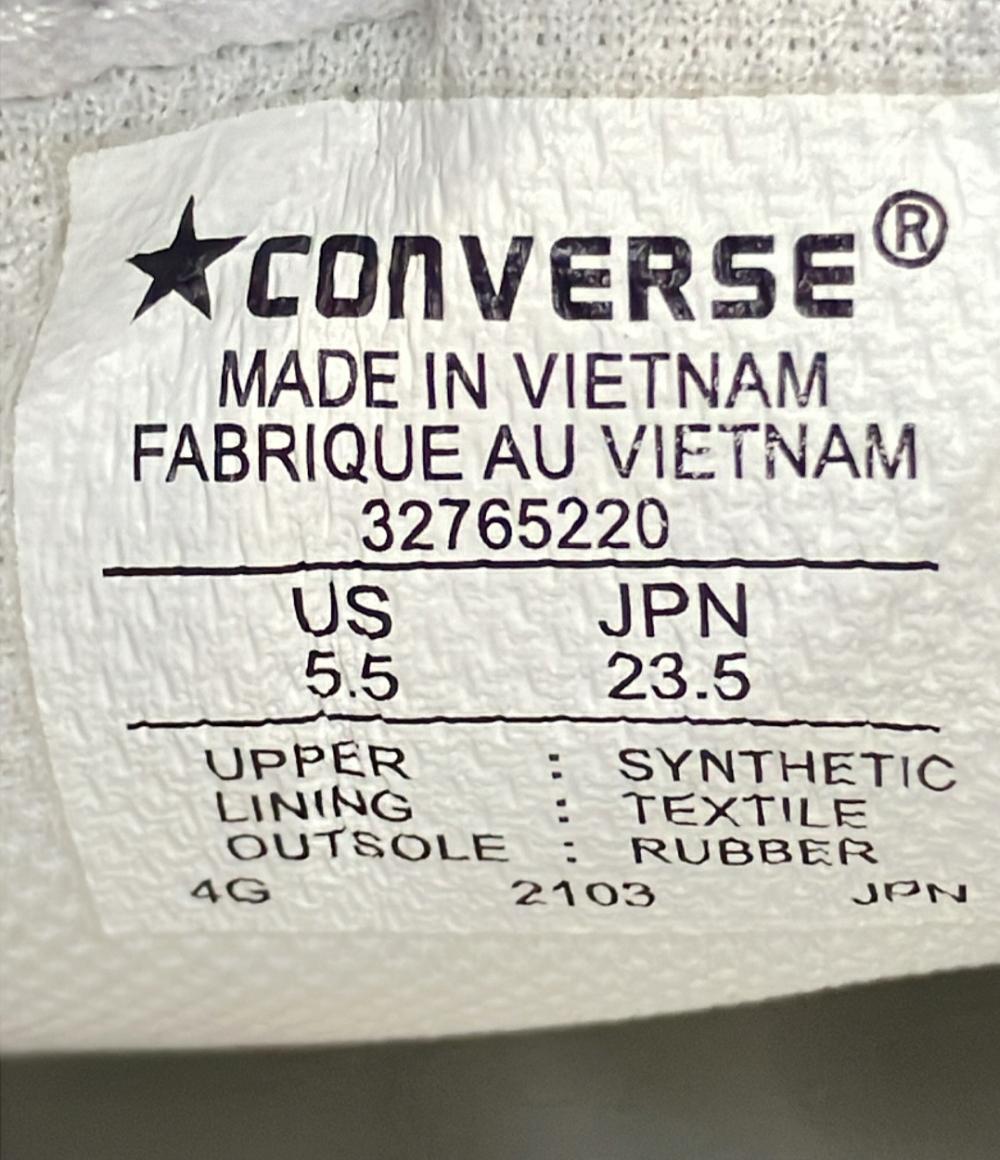 ★CONVERSE®
MADE IN VIETNAM
FABRIQUE AU VIETNAM
32765220
US JPN
5.5 23.5
UPPER : SYNTHETIC
LINING : TEXTILE
OUTSOLE : RUBBER
4G 2103 JPN